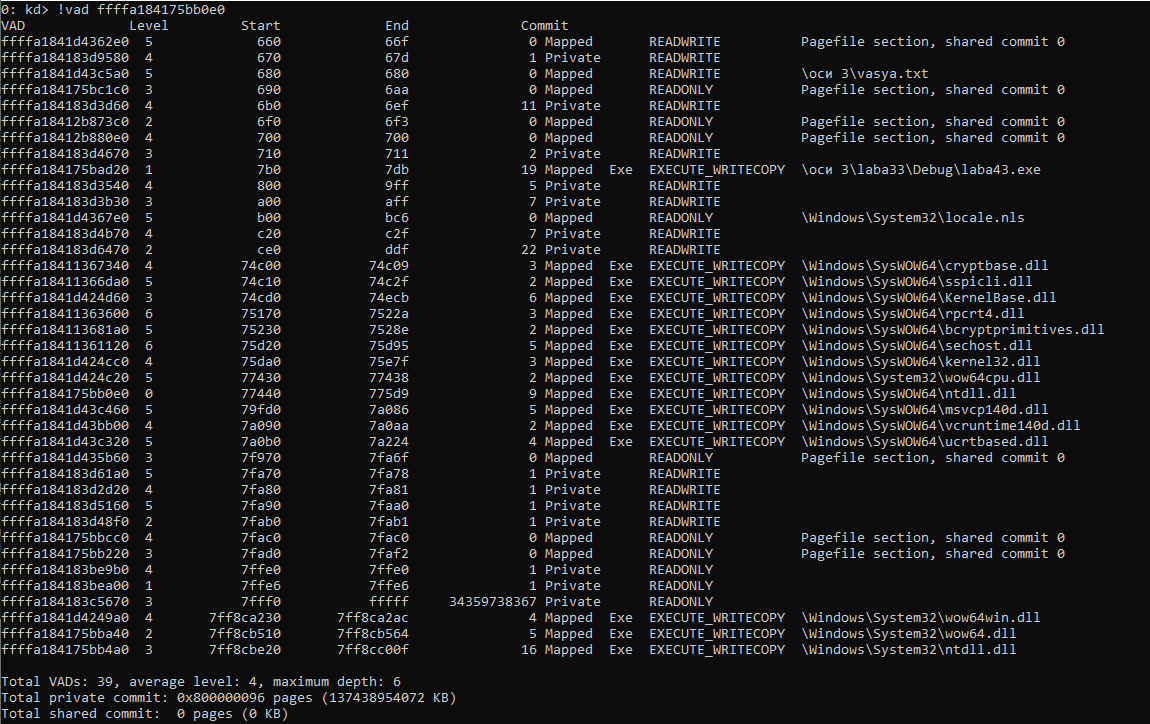 0: kd> !vad ffffa184175bb0e0
VAD Level Start End Commit
ffffa1841d4362e0 5 660 66f 0 Mapped READWRITE Pagefile section, shared commit 0
ffffa184183d9580 4 670 67d 1 Private READWRITE
ffffa1841d43c5a0 5 680 680 0 Mapped READWRITE \оси 3\vasya.txt
ffffa184175bc1c0 3 690 6aa 0 Mapped READONLY Pagefile section, shared commit 0
ffffa184183d3d60 4 6b0 6ef 11 Private READWRITE
ffffa18412b873c0 2 6f0 6f3 0 Mapped READONLY Pagefile section, shared commit 0
ffffa18412b880e0 4 700 700 0 Mapped READONLY Pagefile section, shared commit 0
ffffa184183d4670 3 710 711 2 Private READWRITE
ffffa184175bad20 1 7b0 7db 19 Mapped Exe EXECUTE_WRITECOPY \оси 3\laba33\Debug\laba43.exe
ffffa184183d3540 4 800 9ff 5 Private READWRITE
ffffa184183d3b30 3 a00 aff 7 Private READWRITE
ffffa1841d4367e0 5 b00 bc6 0 Mapped READONLY \Windows\System32\locale.nls
ffffa184183d4b70 4 c20 c2f 7 Private READWRITE
ffffa184183d6470 2 ce0 ddf 22 Private READWRITE
ffffa18411367340 4 74c00 74c09 3 Mapped Exe EXECUTE_WRITECOPY \Windows\SysWOW64\cryptbase.dll
ffffa18411366da0 5 74c10 74c2f 2 Mapped Exe EXECUTE_WRITECOPY \Windows\SysWOW64\sspicli.dll
ffffa1841d424d60 3 74cd0 74ecb 6 Mapped Exe EXECUTE_WRITECOPY \Windows\SysWOW64\KernelBase.dll
ffffa18411363600 6 75170 7522a 3 Mapped Exe EXECUTE_WRITECOPY \Windows\SysWOW64\rpcrt4.dll
ffffa184113681a0 5 75230 7528e 2 Mapped Exe EXECUTE_WRITECOPY \Windows\SysWOW64\bcryptprimitives.dll
ffffa18411361120 6 75d20 75d95 5 Mapped Exe EXECUTE_WRITECOPY \Windows\SysWOW64\sechost.dll
ffffa1841d424cc0 4 75da0 75e7f 3 Mapped Exe EXECUTE_WRITECOPY \Windows\SysWOW64\kernel32.dll
ffffa1841d424c20 5 77430 77438 2 Mapped Exe EXECUTE_WRITECOPY \Windows\System32\wow64cpu.dll
ffffa184175bb0e0 0 77440 775d9 9 Mapped Exe EXECUTE_WRITECOPY \Windows\SysWOW64\ntdll.dll
ffffa1841d43c460 5 79fd0 7a086 5 Mapped Exe EXECUTE_WRITECOPY \Windows\SysWOW64\msvcp140d.dll
ffffa1841d43bb00 4 7a090 7a0aa 2 Mapped Exe EXECUTE_WRITECOPY \Windows\SysWOW64\vcruntime140d.dll
ffffa1841d43c320 5 7a0b0 7a224 4 Mapped Exe EXECUTE_WRITECOPY \Windows\SysWOW64\ucrtbased.dll
ffffa1841d435b60 3 7f970 7fa6f 0 Mapped READONLY Pagefile section, shared commit 0
ffffa184183d61a0 5 7fa70 7fa78 1 Private READWRITE
ffffa184183d2d20 4 7fa80 7fa81 1 Private READWRITE
ffffa184183d5160 5 7fa90 7faa0 1 Private READWRITE
ffffa184183d48f0 2 7fab0 7fab1 1 Private READWRITE
ffffa184175bbcc0 4 7fac0 7fac0 0 Mapped READONLY Pagefile section, shared commit 0
ffffa184175bb220 3 7fad0 7faf2 0 Mapped READONLY Pagefile section, shared commit 0
ffffa184183be9b0 4 7ffe0 7ffe0 1 Private READONLY
ffffa184183bea00 1 7ffe6 7ffe6 1 Private READONLY
ffffa184183c5670 3 7fff0 fffff 34359738367 Private READONLY
ffffa1841d4249a0 4 7ff8ca230 7ff8ca2ac 4 Mapped Exe EXECUTE_WRITECOPY \Windows\System32\wow64win.dll
ffffa184175bba40 2 7ff8cb510 7ff8cb564 5 Mapped Exe EXECUTE_WRITECOPY \Windows\System32\wow64.dll
ffffa184175bb4a0 3 7ff8cbe20 7ff8cc00f 16 Mapped Exe EXECUTE_WRITECOPY \Windows\System32\ntdll.dll
Total VADs: 39, average level: 4, maximum depth: 6
Total private commit: 0x800000096 pages (137438954072 KB)
Total shared commit: 0 pages (0 KB)